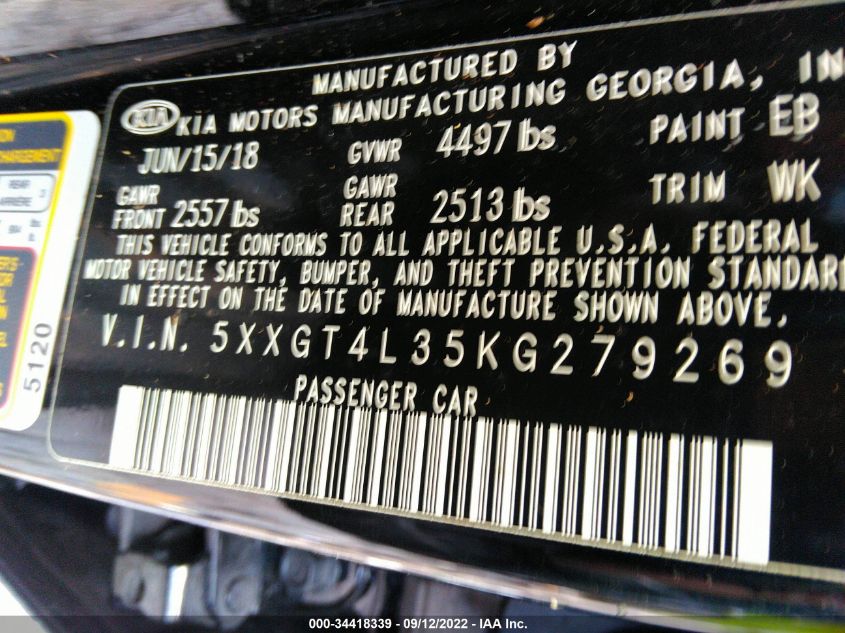 MANUFACTURED BY
KIA KIA MOTORS MANUFACTURING GEORGIA, IN
JUN/15/18 GVWR 4497 lbs PAINT EB
GAWR FRONT 2557 lbs GAWR REAR 2513 lbs TRIM WK
THIS VEHICLE CONFORMS TO ALL APPLICABLE U.S.A. FEDERAL
MOTOR VEHICLE SAFETY, BUMPER, AND THEFT PREVENTION STANDARD
IN EFFECT ON THE DATE OF MANUFACTURE SHOWN ABOVE.
V.I.N. 5XXGT4L35KG279269
PASSENGER CAR
REAR
5120
000-34418339 - 09/12/2022 - IAA Inc.